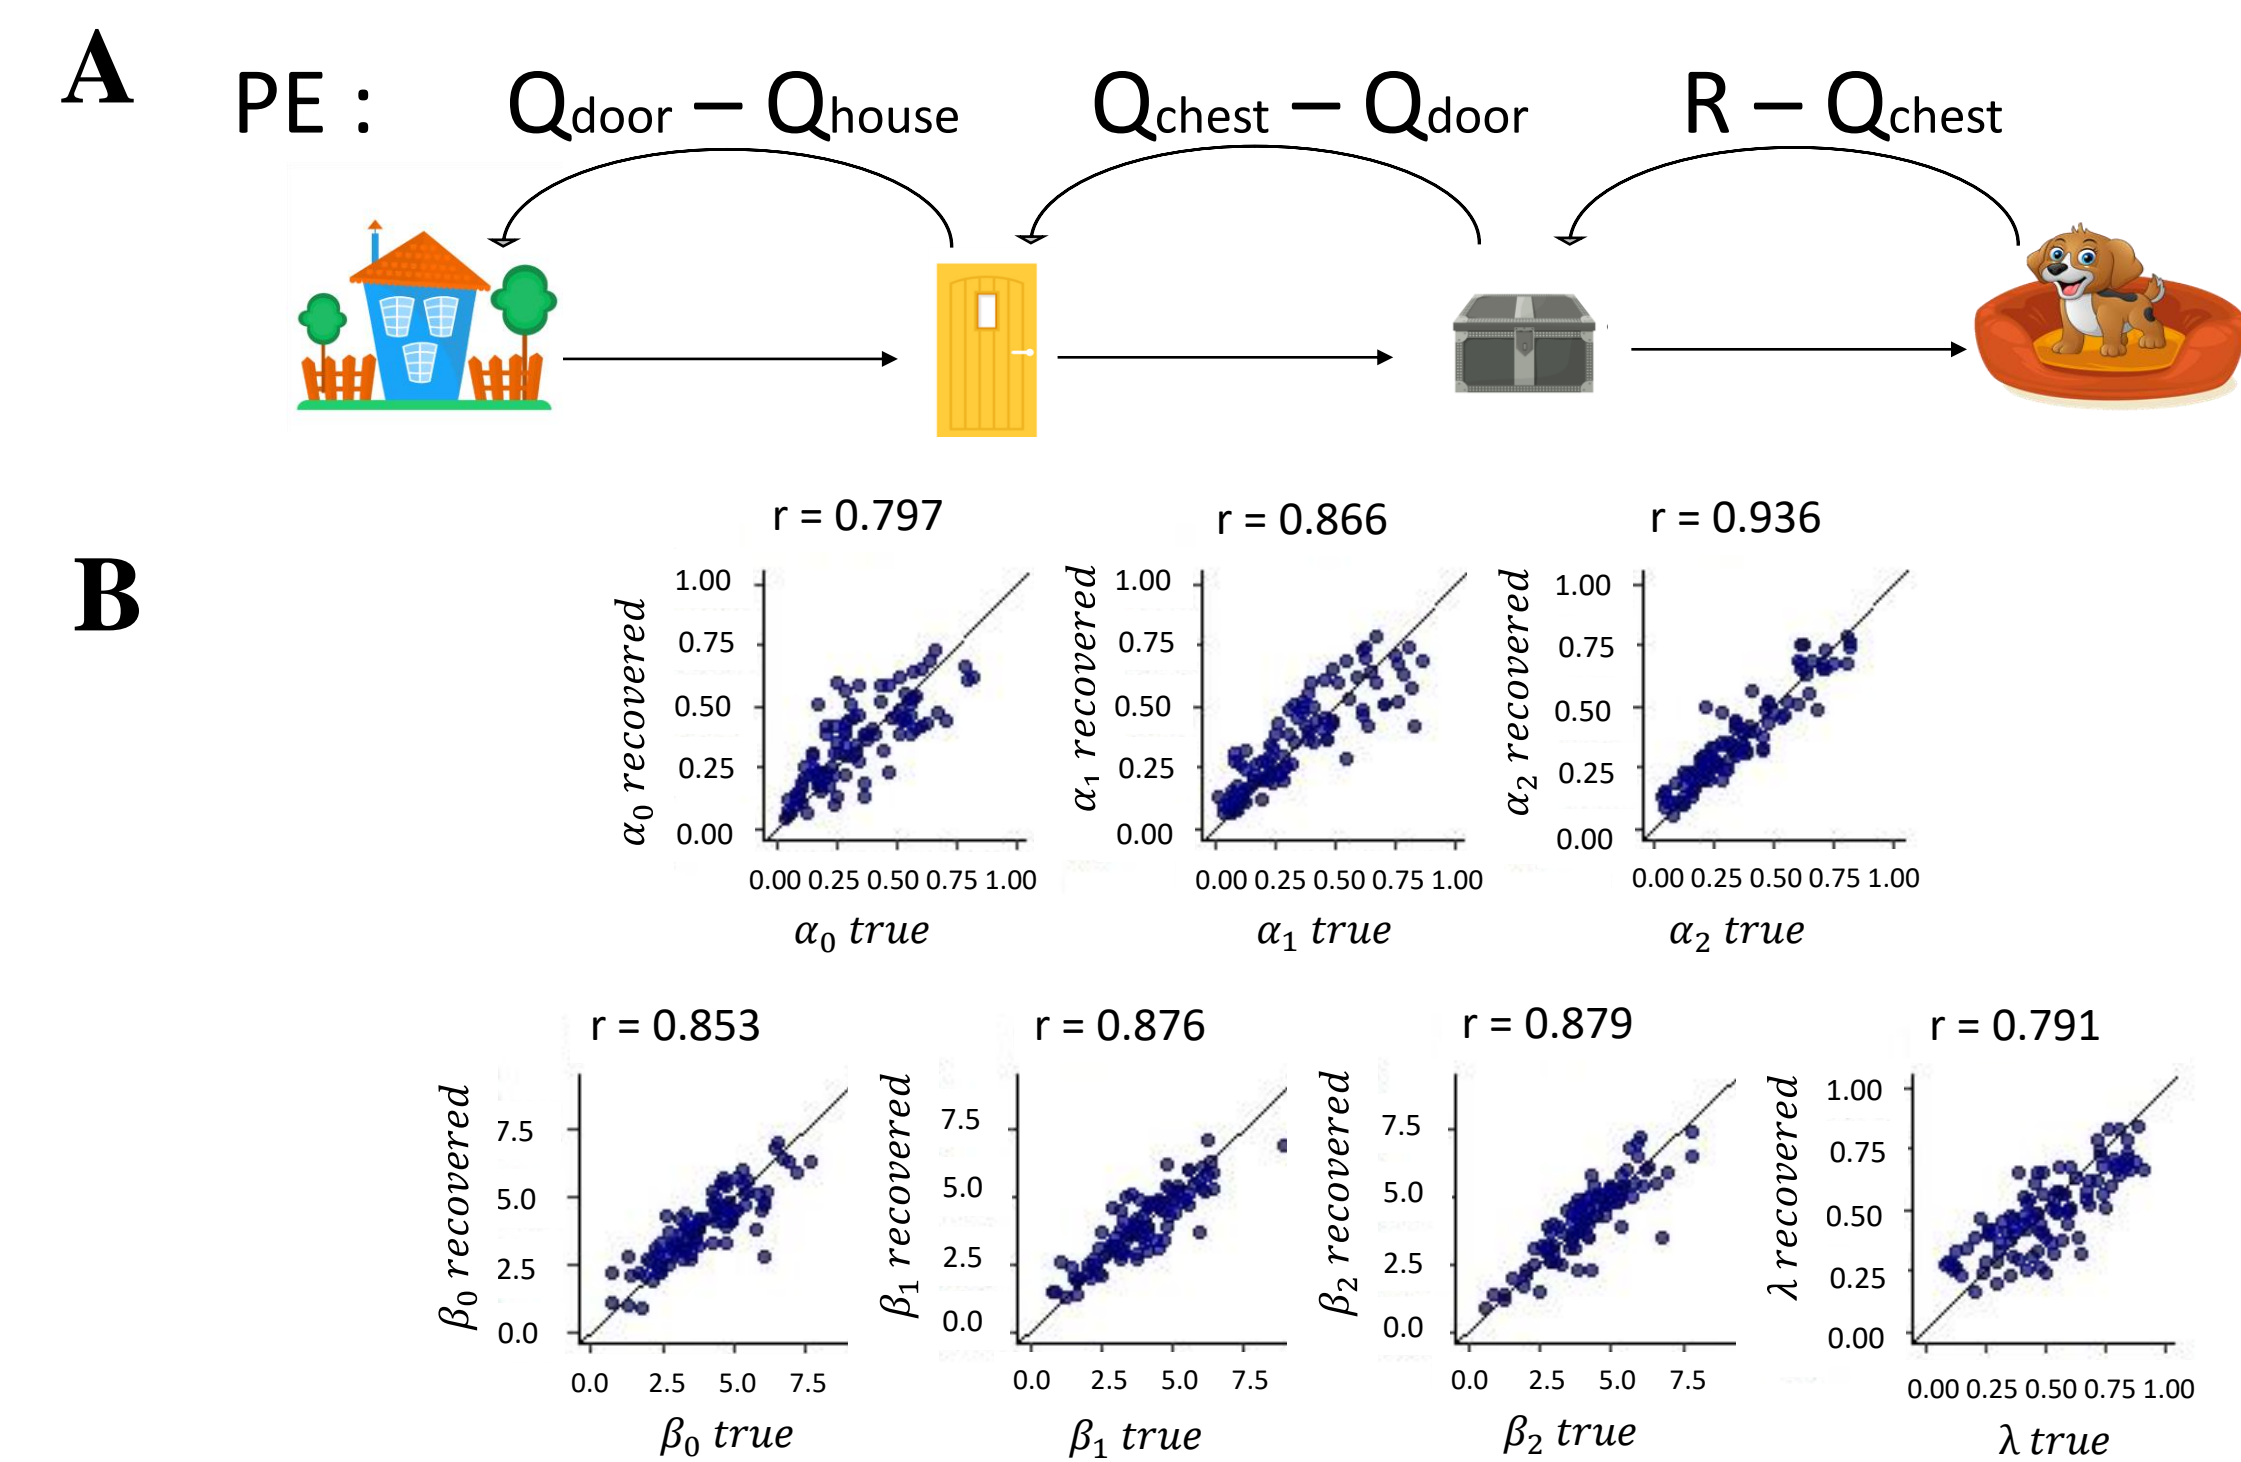 A
PE : Qdoor – Qhouse Qchest – Qdoor R – Qchest
B
r = 0.797 r = 0.866 r = 0.936
α0 recovered
1.00
0.75
0.50
0.25
0.00
0.00 0.25 0.50 0.75 1.00
α0 true
α1 recovered
1.00
0.75
0.50
0.25
0.00
0.00 0.25 0.50 0.75 1.00
α1 true
α2 recovered
1.00
0.75
0.50
0.25
0.00
0.00 0.25 0.50 0.75 1.00
α2 true
r = 0.853 r = 0.876 r = 0.879 r = 0.791
β0 recovered
7.5
5.0
2.5
0.0
0.0 2.5 5.0 7.5
β0 true
β1 recovered
7.5
5.0
2.5
0.0
0.0 2.5 5.0 7.5
β1 true
β2 recovered
7.5
5.0
2.5
0.0
0.0 2.5 5.0 7.5
β2 true
λ recovered
1.00
0.75
0.50
0.25
0.00
0.00 0.25 0.50 0.75 1.00
λ true